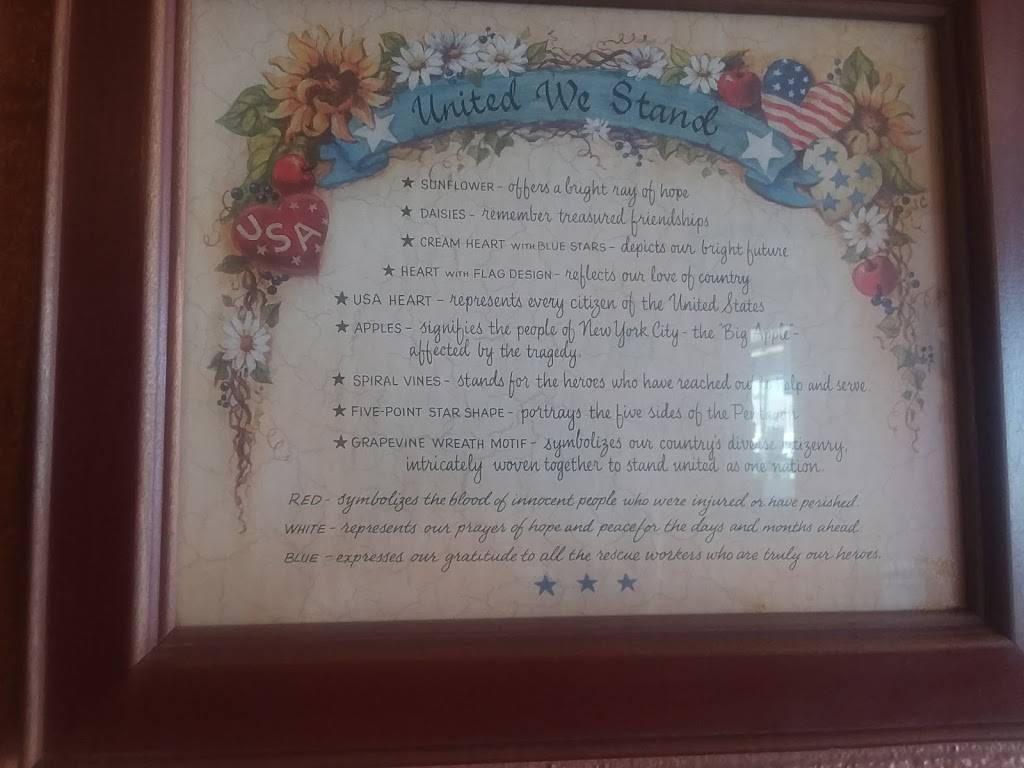 United We Stand
USA
★ SUNFLOWER - offers a bright ray of hope
★ DAISIES - remember treasured friendships
★ CREAM HEART WITH BLUE STARS - depicts our bright future
★ HEART WITH FLAG DESIGN - reflects our love of country
★ USA HEART - represents every citizen of the United States
★ APPLES - signifies the people of New York City - the "Big Apple" -
affected by the tragedy.
★ SPIRAL VINES - stands for the heroes who have reached out to help and serve.
★ FIVE-POINT STAR SHAPE - portrays the five sides of the Pentagon
★ GRAPEVINE WREATH MOTIF - symbolizes our country's diverse citizenry,
intricately woven together to stand united as one nation.
RED - symbolizes the blood of innocent people who were injured or have perished.
WHITE - represents our prayer of hope and peace for the days and months ahead.
BLUE - expresses our gratitude to all the rescue workers who are truly our heroes.